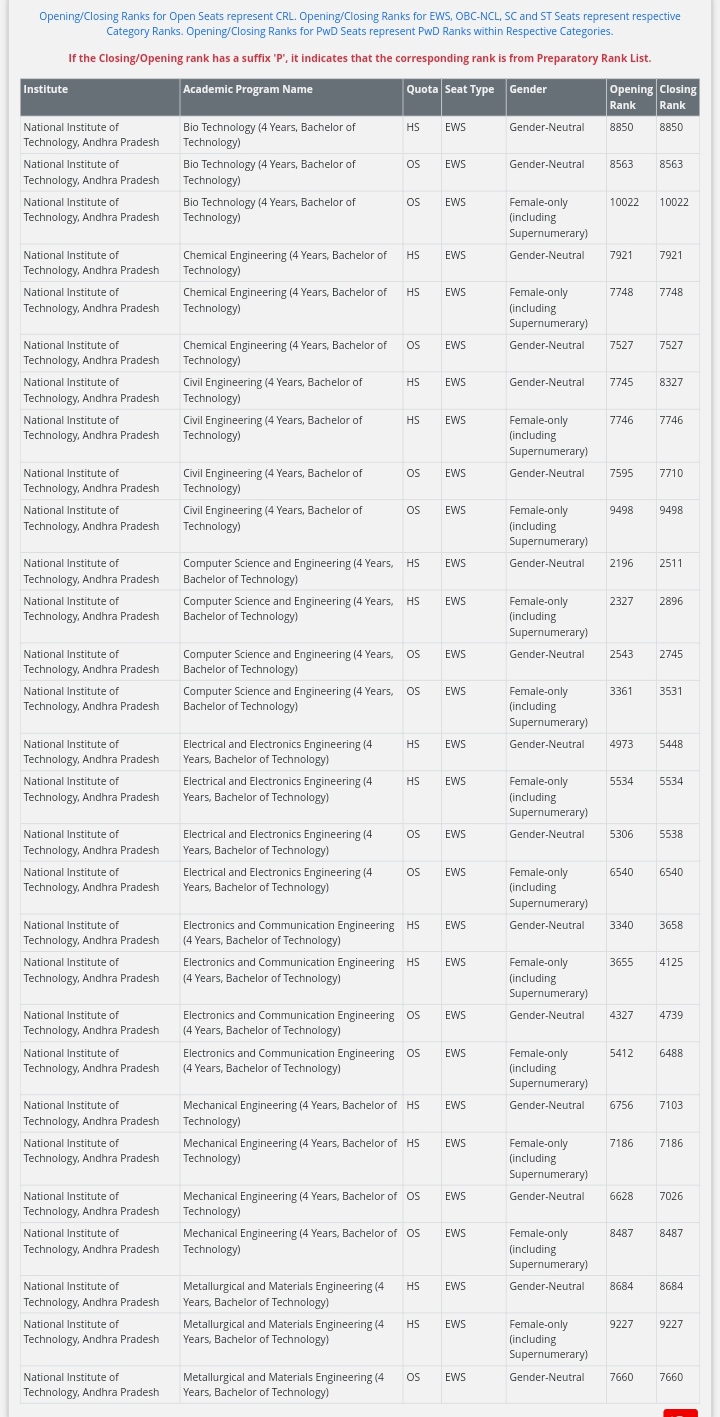 Opening/Closing Ranks for Open Seats represent CRL. Opening/Closing Ranks for EWS, OBC-NCL, SC and ST Seats represent respective
Category Ranks. Opening/Closing Ranks for PwD Seats represent PwD Ranks within Respective Categories.
If the Closing/Opening rank has a suffix 'P', it indicates that the corresponding rank is from Preparatory Rank List.
Institute Academic Program Name Quota Seat Type Gender Opening Closing
Rank Rank
National Institute of Bio Technology (4 Years, Bachelor of HS EWS Gender-Neutral 8850 8850
Technology, Andhra Pradesh Technology)
National Institute of Bio Technology (4 Years, Bachelor of OS EWS Gender-Neutral 8563 8563
Technology, Andhra Pradesh Technology)
National Institute of Bio Technology (4 Years, Bachelor of OS EWS Female-only 10022 10022
Technology, Andhra Pradesh Technology) (including
Supernumerary)
National Institute of Chemical Engineering (4 Years, Bachelor of HS EWS Gender-Neutral 7921 7921
Technology, Andhra Pradesh Technology)
National Institute of Chemical Engineering (4 Years, Bachelor of HS EWS Female-only 7748 7748
Technology, Andhra Pradesh Technology) (including
Supernumerary)
National Institute of Chemical Engineering (4 Years, Bachelor of OS EWS Gender-Neutral 7527 7527
Technology, Andhra Pradesh Technology)
National Institute of Civil Engineering (4 Years, Bachelor of HS EWS Gender-Neutral 7745 8327
Technology, Andhra Pradesh Technology)
National Institute of Civil Engineering (4 Years, Bachelor of HS EWS Female-only 7746 7746
Technology, Andhra Pradesh Technology) (including
Supernumerary)
National Institute of Civil Engineering (4 Years, Bachelor of OS EWS Gender-Neutral 7595 7710
Technology, Andhra Pradesh Technology)
National Institute of Civil Engineering (4 Years, Bachelor of OS EWS Female-only 9498 9498
Technology, Andhra Pradesh Technology) (including
Supernumerary)
National Institute of Computer Science and Engineering (4 Years, HS EWS Gender-Neutral 2196 2511
Technology, Andhra Pradesh Bachelor of Technology)
National Institute of Computer Science and Engineering (4 Years, HS EWS Female-only 2327 2896
Technology, Andhra Pradesh Bachelor of Technology) (including
Supernumerary)
National Institute of Computer Science and Engineering (4 Years, OS EWS Gender-Neutral 2543 2745
Technology, Andhra Pradesh Bachelor of Technology)
National Institute of Computer Science and Engineering (4 Years, OS EWS Female-only 3361 3531
Technology, Andhra Pradesh Bachelor of Technology) (including
Supernumerary)
National Institute of Electrical and Electronics Engineering (4 HS EWS Gender-Neutral 4973 5448
Technology, Andhra Pradesh Years, Bachelor of Technology)
National Institute of Electrical and Electronics Engineering (4 HS EWS Female-only 5534 5534
Technology, Andhra Pradesh Years, Bachelor of Technology) (including
Supernumerary)
National Institute of Electrical and Electronics Engineering (4 OS EWS Gender-Neutral 5306 5538
Technology, Andhra Pradesh Years, Bachelor of Technology)
National Institute of Electrical and Electronics Engineering (4 OS EWS Female-only 6540 6540
Technology, Andhra Pradesh Years, Bachelor of Technology) (including
Supernumerary)
National Institute of Electronics and Communication Engineering HS EWS Gender-Neutral 3340 3658
Technology, Andhra Pradesh (4 Years, Bachelor of Technology)
National Institute of Electronics and Communication Engineering HS EWS Female-only 3655 4125
Technology, Andhra Pradesh (4 Years, Bachelor of Technology) (including
Supernumerary)
National Institute of Electronics and Communication Engineering OS EWS Gender-Neutral 4327 4739
Technology, Andhra Pradesh (4 Years, Bachelor of Technology)
National Institute of Electronics and Communication Engineering OS EWS Female-only 5412 6488
Technology, Andhra Pradesh (4 Years, Bachelor of Technology) (including
Supernumerary)
National Institute of Mechanical Engineering (4 Years, Bachelor of HS EWS Gender-Neutral 6756 7103
Technology, Andhra Pradesh Technology)
National Institute of Mechanical Engineering (4 Years, Bachelor of HS EWS Female-only 7186 7186
Technology, Andhra Pradesh Technology) (including
Supernumerary)
National Institute of Mechanical Engineering (4 Years, Bachelor of OS EWS Gender-Neutral 6628 7026
Technology, Andhra Pradesh Technology)
National Institute of Mechanical Engineering (4 Years, Bachelor of OS EWS Female-only 8487 8487
Technology, Andhra Pradesh Technology) (including
Supernumerary)
National Institute of Metallurgical and Materials Engineering (4 HS EWS Gender-Neutral 8684 8684
Technology, Andhra Pradesh Years, Bachelor of Technology)
National Institute of Metallurgical and Materials Engineering (4 HS EWS Female-only 9227 9227
Technology, Andhra Pradesh Years, Bachelor of Technology) (including
Supernumerary)
National Institute of Metallurgical and Materials Engineering (4 OS EWS Gender-Neutral 7660 7660
Technology, Andhra Pradesh Years, Bachelor of Technology)